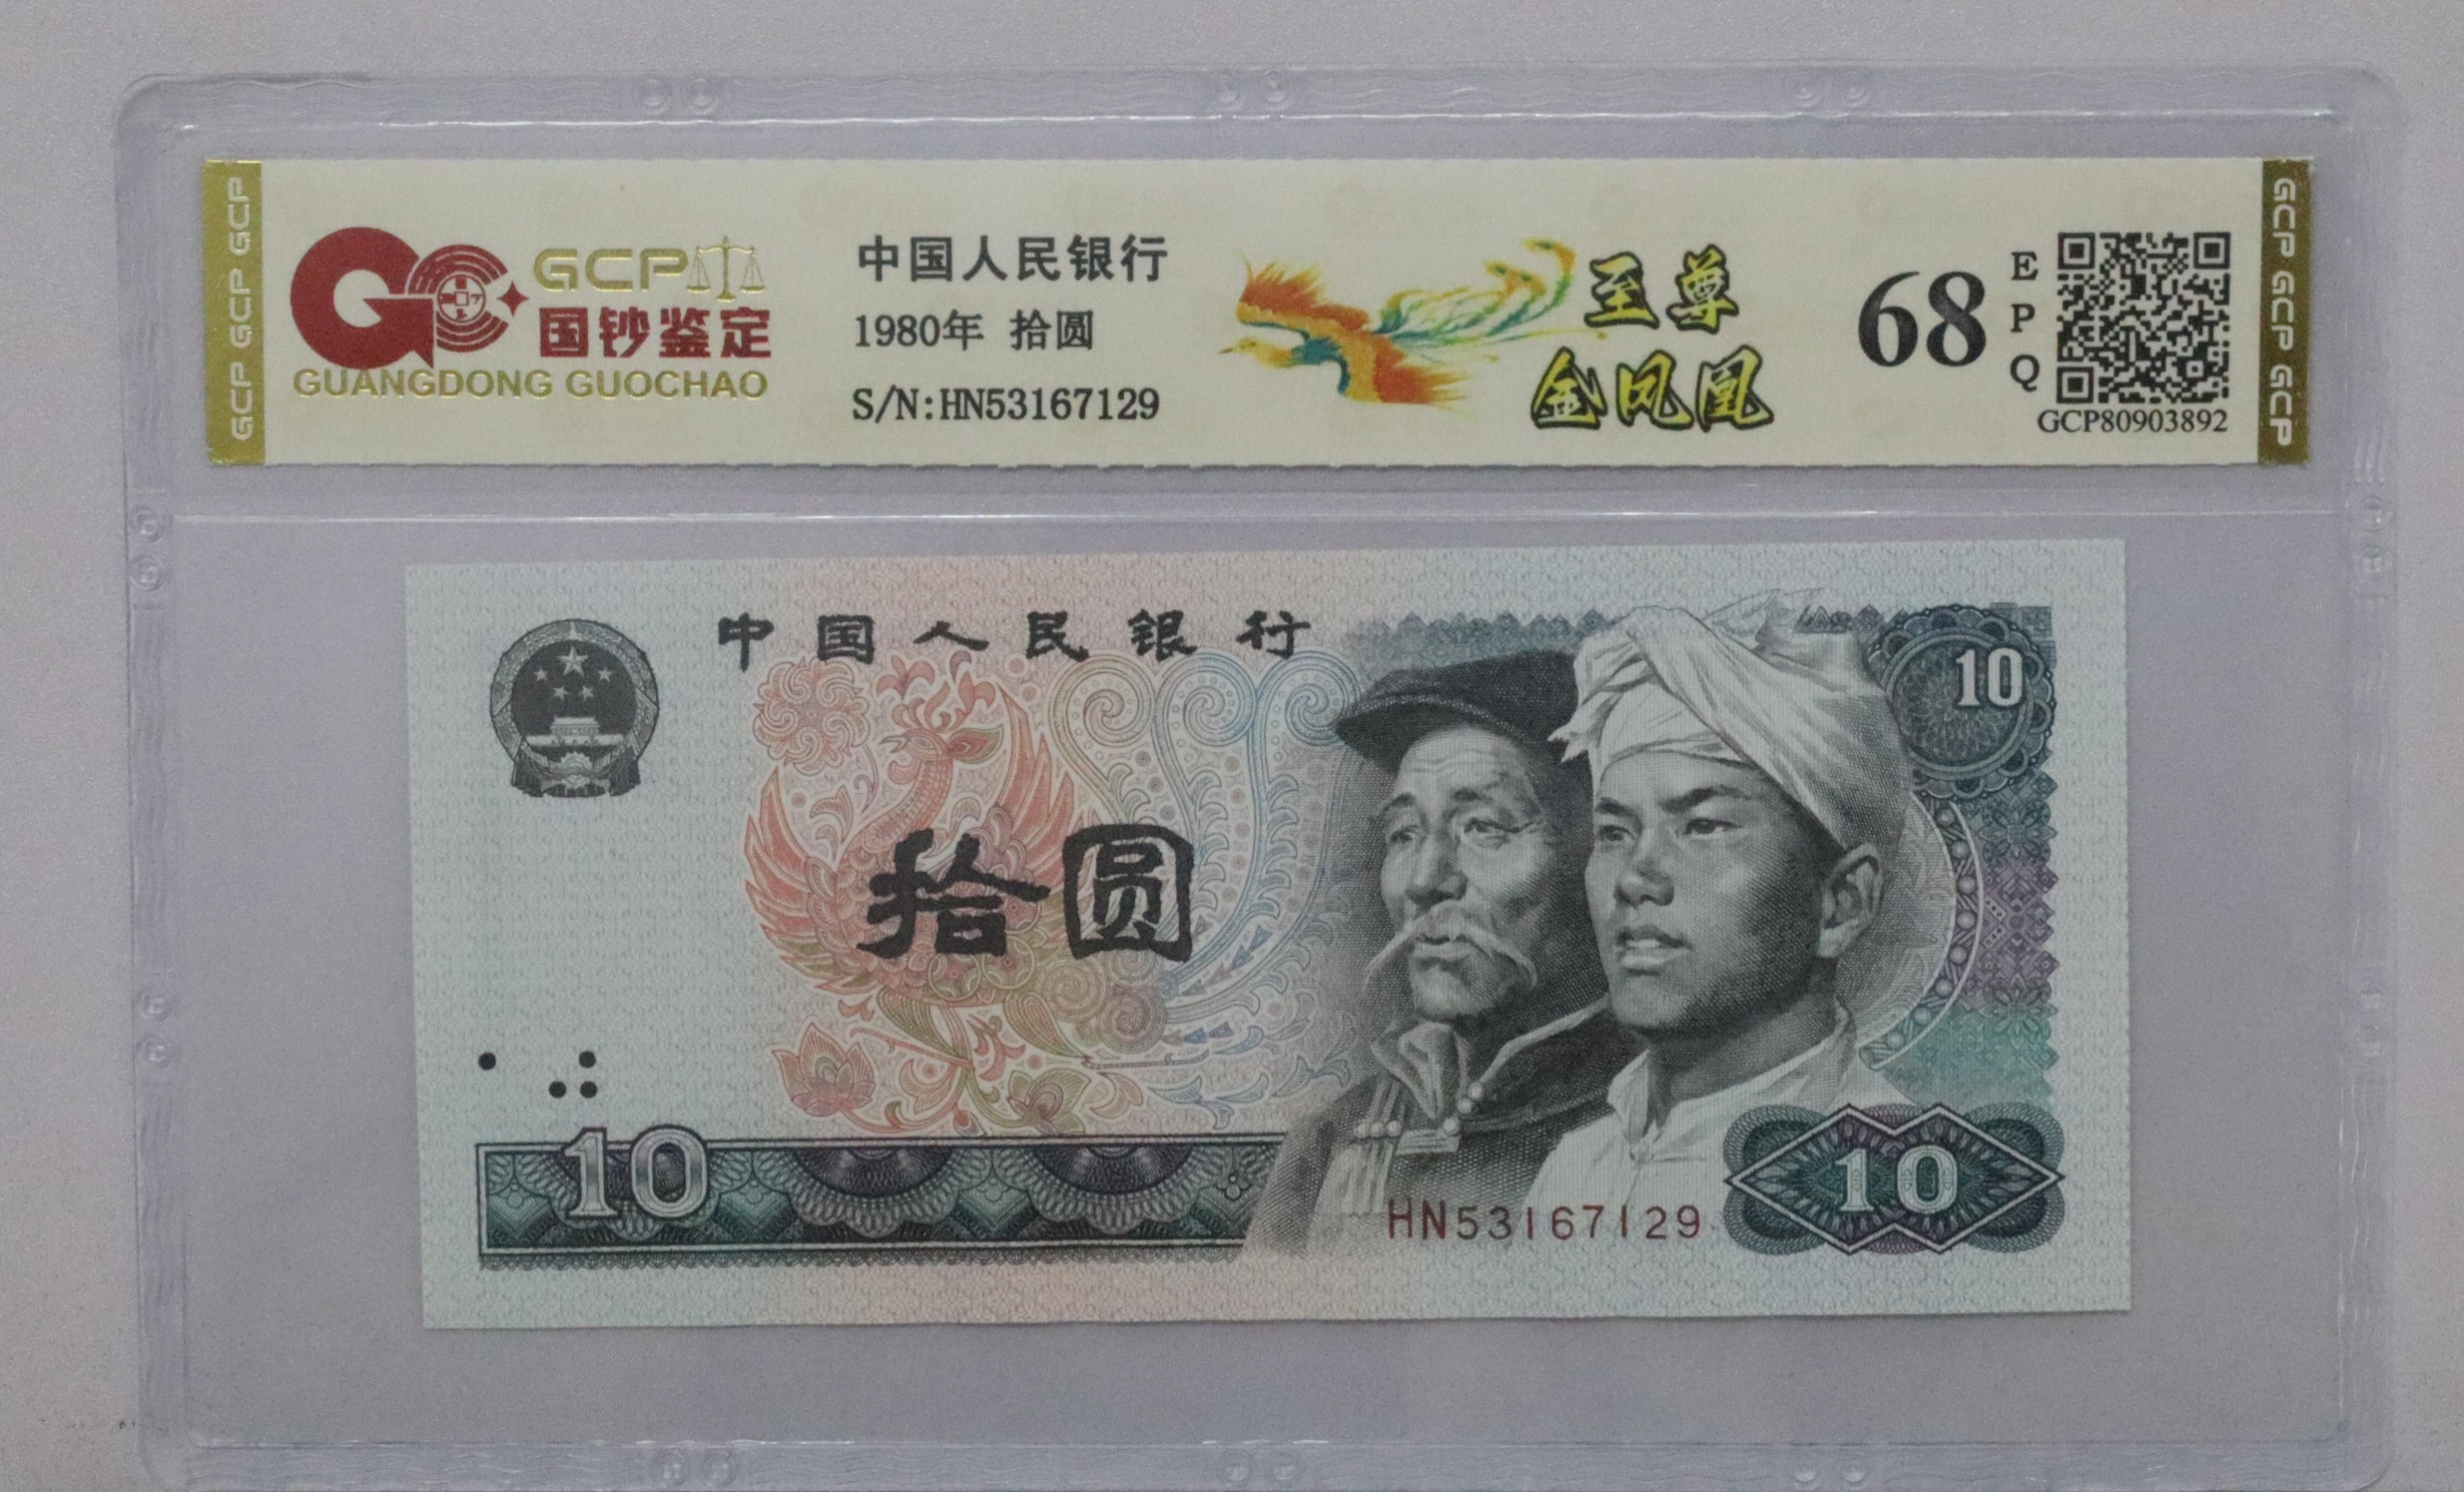 GCP GCP GCP
GCP
国钞鉴定
GUANGDONG GUOCHAO
中国人民银行
1980年 拾圆
S/N:HN53167129
至尊
金凤凰
68
EPQ
GCP80903892
GCP GCP GCP
中国人民银行
10
拾圆
10
HN53167129
10